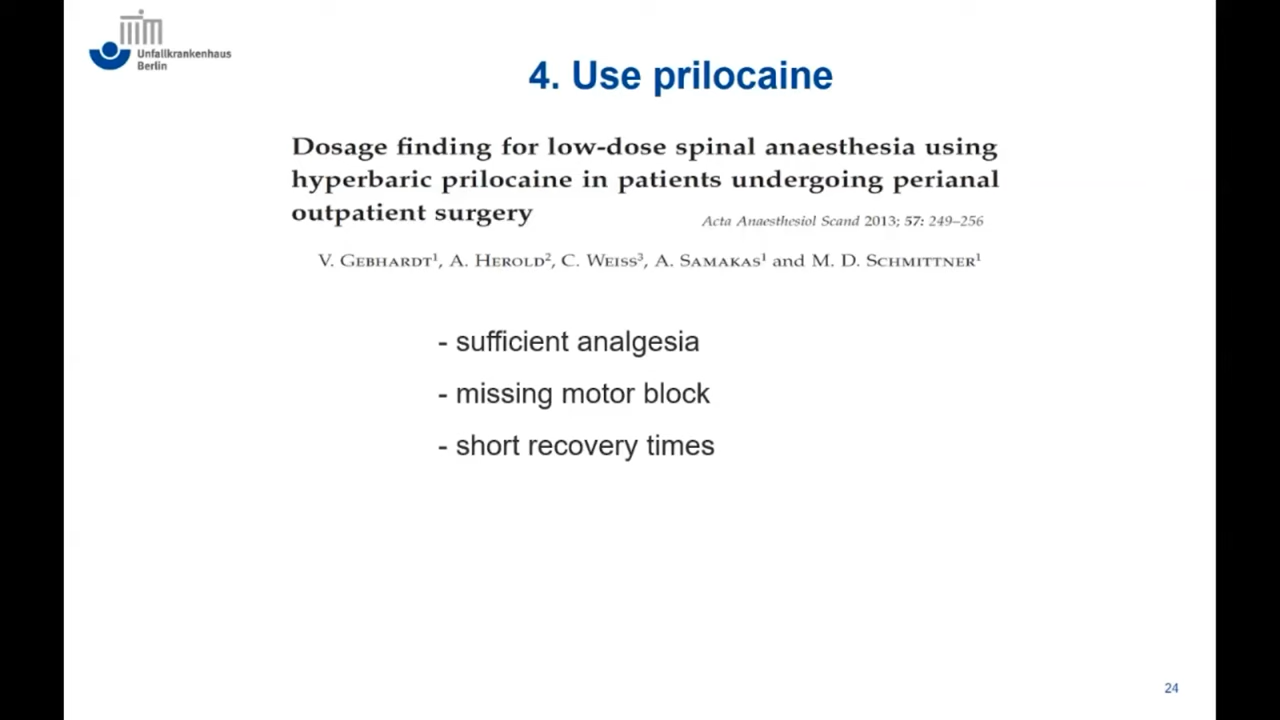 Unfallkrankenhaus
Berlin
4. Use prilocaine
Dosage finding for low-dose spinal anaesthesia using
hyperbaric prilocaine in patients undergoing perianal
outpatient surgery
Acta Anaesthesiol Scand 2013; 57: 249–256
V. Gebhardt¹, A. Herold², C. Weiss³, A. Samakas¹ and M. D. Schmittner¹
- sufficient analgesia
- missing motor block
- short recovery times
24